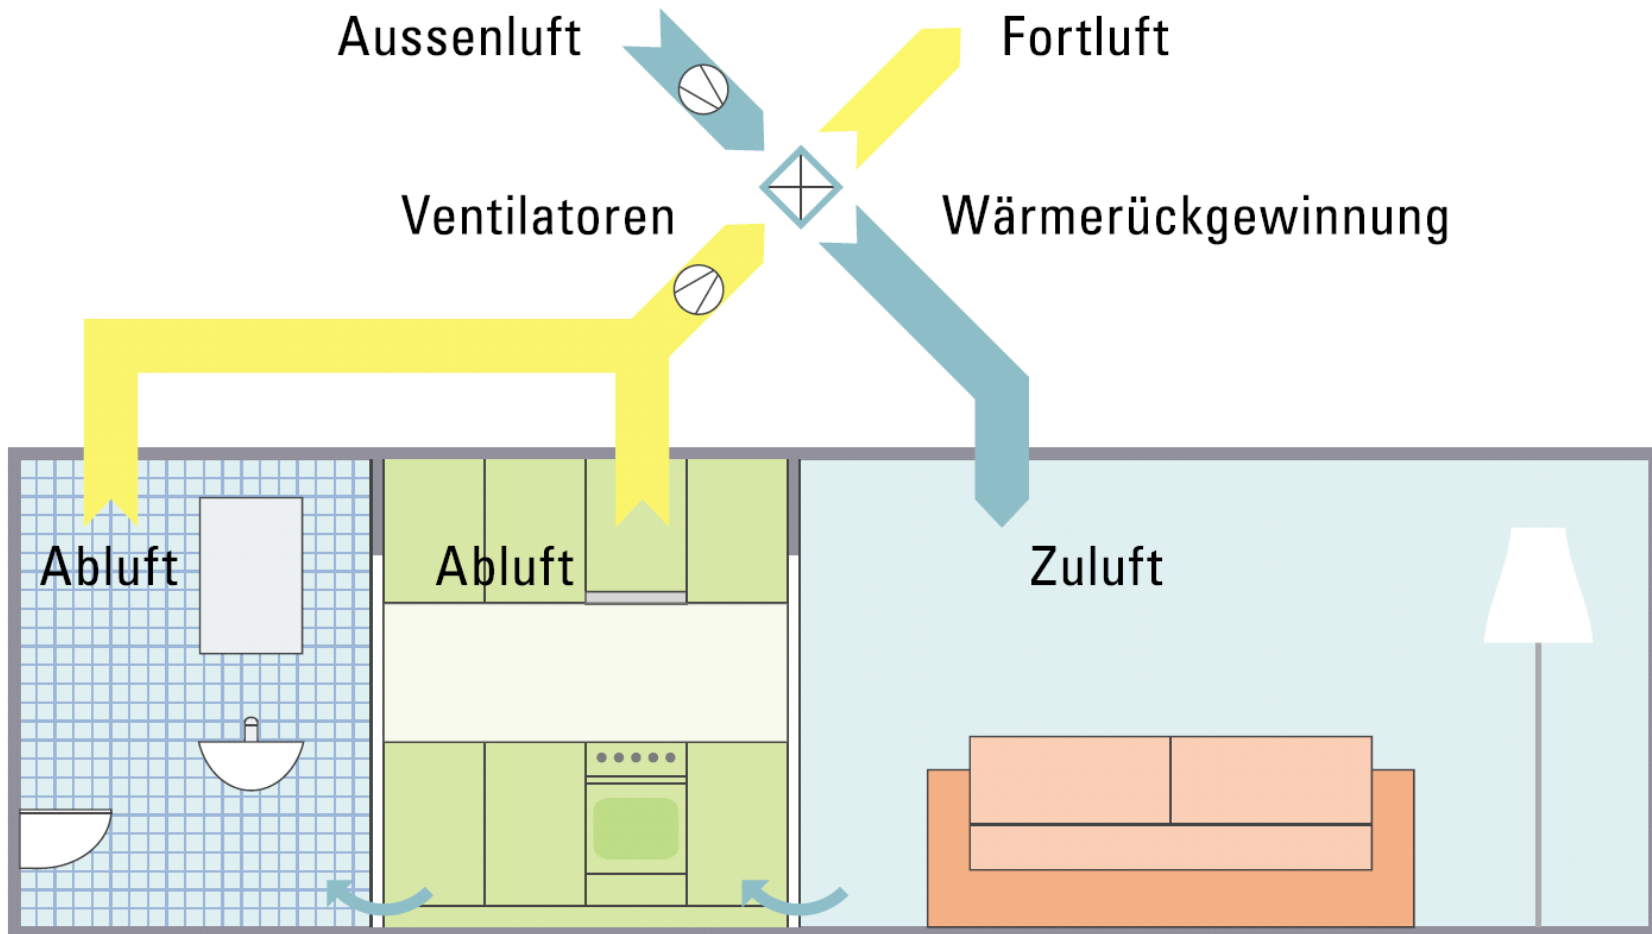 Aussenluft
Fortluft
Ventilatoren
Wärmerückgewinnung
Abluft
Abluft
Zuluft